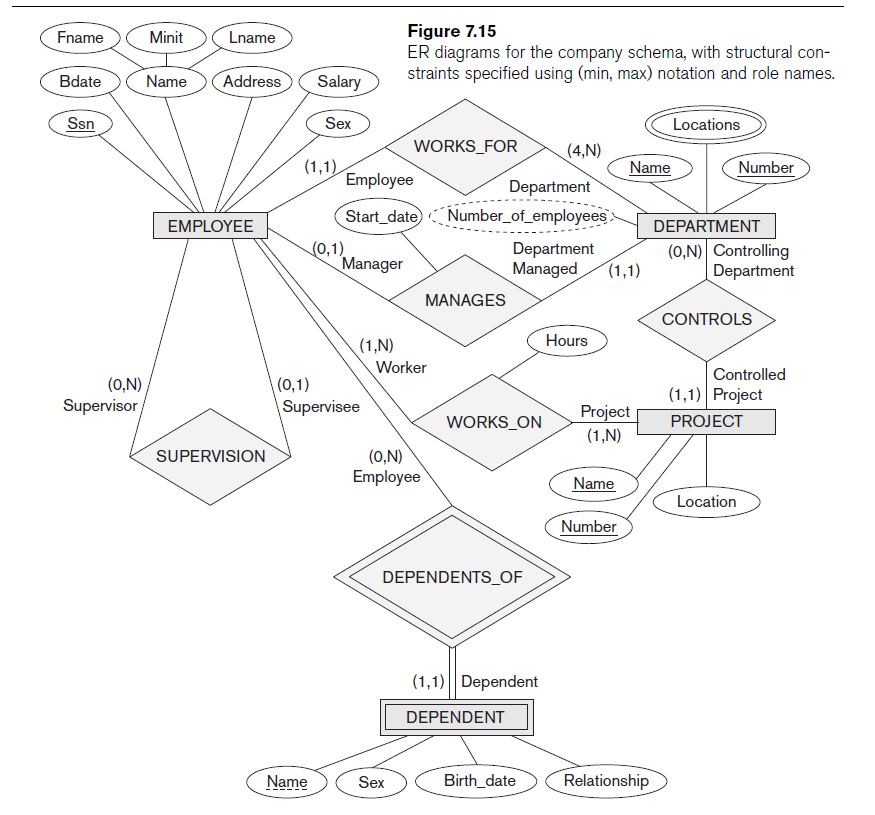 Figure 7.15
ER diagrams for the company schema, with structural con-
straints specified using (min, max) notation and role names.
Fname
Minit
Lname
Bdate
Name
Address
Salary
Ssn
Sex
WORKS_FOR
(1,1)
Employee
(4,N)
Department
Locations
Name
Number
EMPLOYEE
Start_date
Number_of_employees
DEPARTMENT
(0,1)
Manager
MANAGES
Department
Managed
(1,1)
(0,N)
Controlling
Department
CONTROLS
Hours
(1,N)
Worker
WORKS_ON
Project
(1,N)
(1,1)
Controlled
Project
PROJECT
(0,N)
Supervisor
(0,1)
Supervisee
SUPERVISION
(0,N)
Employee
Name
Number
Location
DEPENDENTS_OF
(1,1)
Dependent
DEPENDENT
Name
Sex
Birth_date
Relationship